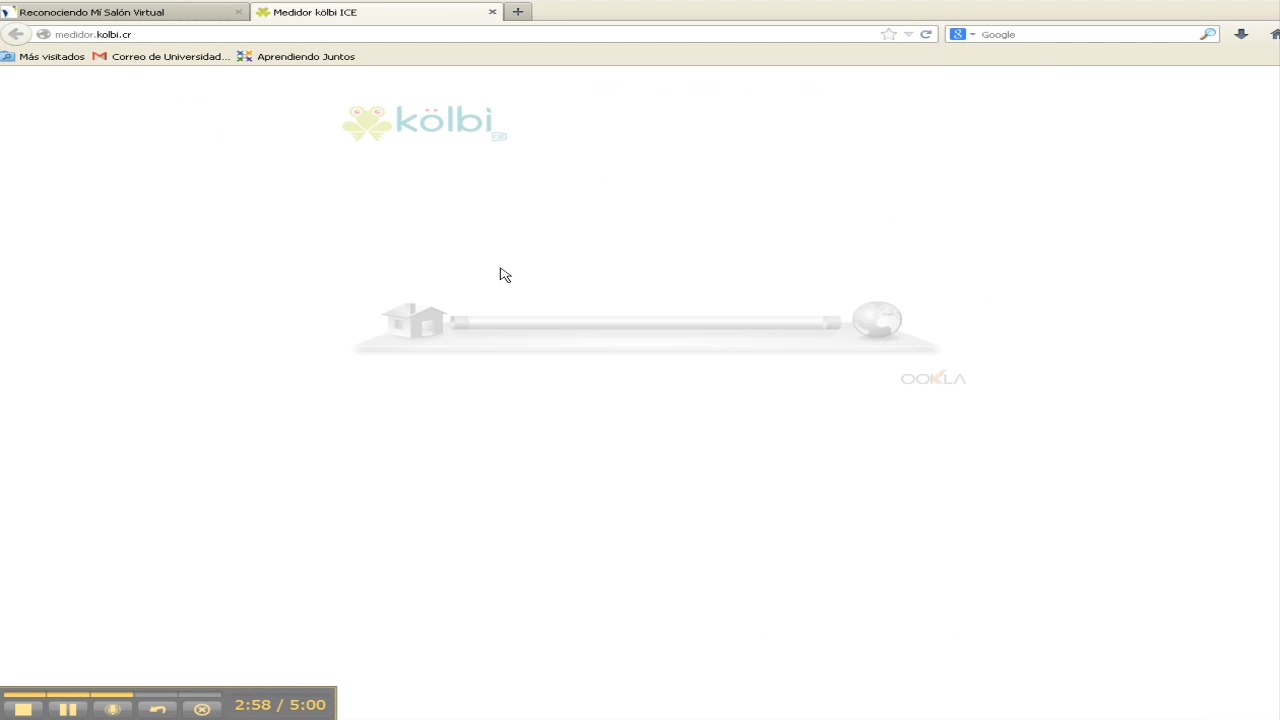 Reconociendo Mi Salón Virtual
Medidor kölbi ICE
medidor.kolbi.cr
Google
Más visitados
Correo de Universidad...
Aprendiendo Juntos
kölbi
OOKLA
2:58 / 5:00